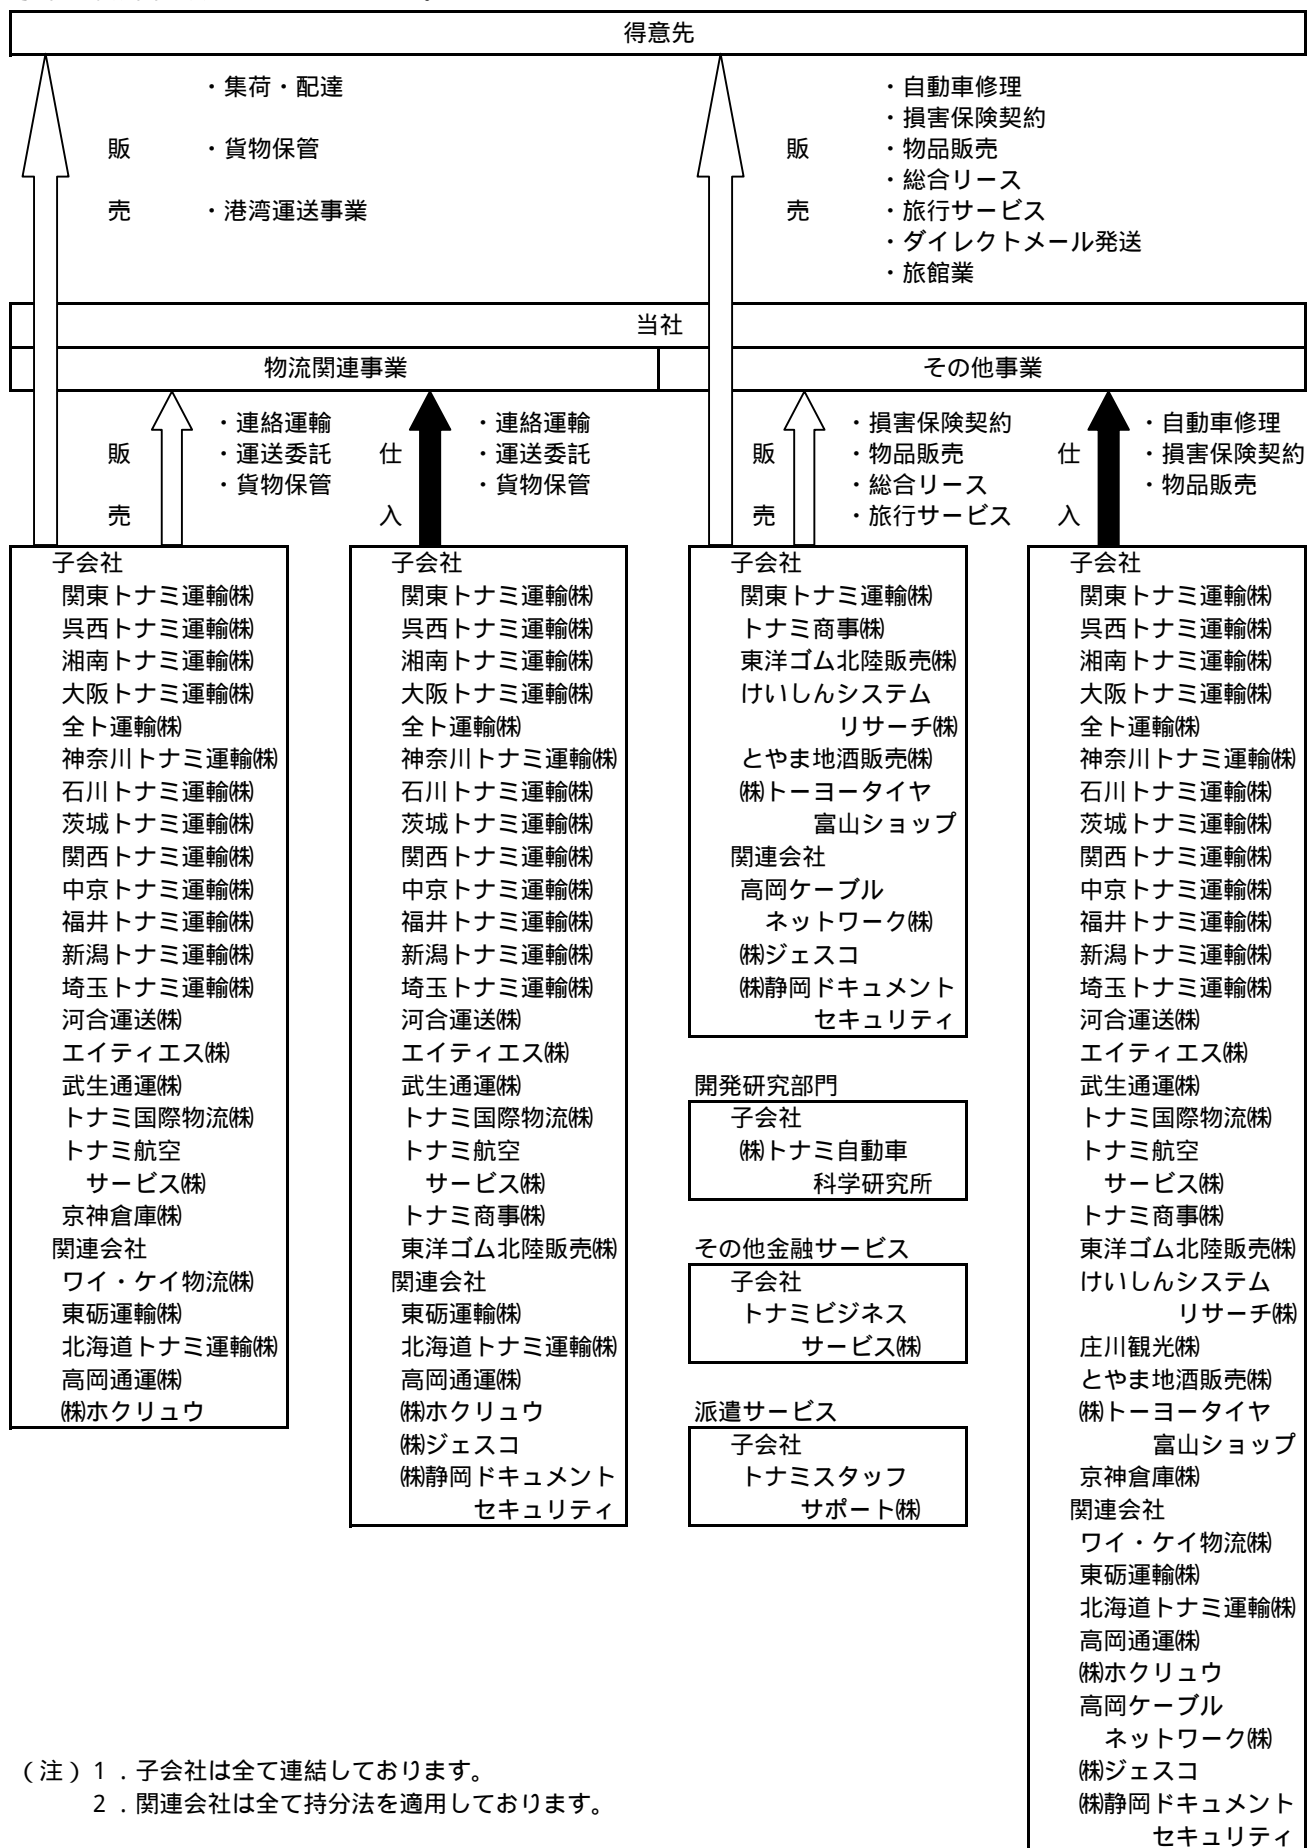 得意先
・集荷・配達
販 ・貨物保管
売 ・港湾運送事業
・自動車修理
・損害保険契約
販 ・物品販売
・総合リース
売 ・旅行サービス
・ダイレクトメール発送
・旅館業
当社
物流関連事業
その他事業
・連絡運輸
販 ・運送委託
・貨物保管
売
・連絡運輸
仕 ・運送委託
・貨物保管
入
・損害保険契約
販 ・物品販売
・総合リース
売 ・旅行サービス
・自動車修理
仕 ・損害保険契約
・物品販売
入
子会社
関東トナミ運輸㈱
呉西トナミ運輸㈱
湘南トナミ運輸㈱
大阪トナミ運輸㈱
全ト運輸㈱
神奈川トナミ運輸㈱
石川トナミ運輸㈱
茨城トナミ運輸㈱
関西トナミ運輸㈱
中京トナミ運輸㈱
福井トナミ運輸㈱
新潟トナミ運輸㈱
埼玉トナミ運輸㈱
河合運送㈱
エイティエス㈱
武生通運㈱
トナミ国際物流㈱
トナミ航空
サービス㈱
京神倉庫㈱
関連会社
ワイ・ケイ物流㈱
東砺運輸㈱
北海道トナミ運輸㈱
高岡通運㈱
㈱ホクリュウ
子会社
関東トナミ運輸㈱
呉西トナミ運輸㈱
湘南トナミ運輸㈱
大阪トナミ運輸㈱
全ト運輸㈱
神奈川トナミ運輸㈱
石川トナミ運輸㈱
茨城トナミ運輸㈱
関西トナミ運輸㈱
中京トナミ運輸㈱
福井トナミ運輸㈱
新潟トナミ運輸㈱
埼玉トナミ運輸㈱
河合運送㈱
エイティエス㈱
武生通運㈱
トナミ国際物流㈱
トナミ航空
サービス㈱
トナミ商事㈱
東洋ゴム北陸販売㈱
関連会社
東砺運輸㈱
北海道トナミ運輸㈱
高岡通運㈱
㈱ホクリュウ
㈱ジェスコ
㈱静岡ドキュメント
セキュリティ
子会社
関東トナミ運輸㈱
トナミ商事㈱
東洋ゴム北陸販売㈱
けいしんシステム
リサーチ㈱
とやま地酒販売㈱
㈱トーヨータイヤ
富山ショップ
関連会社
高岡ケーブル
ネットワーク㈱
㈱ジェスコ
㈱静岡ドキュメント
セキュリティ
開発研究部門
子会社
㈱トナミ自動車
科学研究所
その他金融サービス
子会社
トナミビジネス
サービス㈱
派遣サービス
子会社
トナミスタッフ
サポート㈱
子会社
関東トナミ運輸㈱
呉西トナミ運輸㈱
湘南トナミ運輸㈱
大阪トナミ運輸㈱
全ト運輸㈱
神奈川トナミ運輸㈱
石川トナミ運輸㈱
茨城トナミ運輸㈱
関西トナミ運輸㈱
中京トナミ運輸㈱
福井トナミ運輸㈱
新潟トナミ運輸㈱
埼玉トナミ運輸㈱
河合運送㈱
エイティエス㈱
武生通運㈱
トナミ国際物流㈱
トナミ航空
サービス㈱
トナミ商事㈱
東洋ゴム北陸販売㈱
けいしんシステム
リサーチ㈱
庄川観光㈱
とやま地酒販売㈱
㈱トーヨータイヤ
富山ショップ
京神倉庫㈱
関連会社
ワイ・ケイ物流㈱
東砺運輸㈱
北海道トナミ運輸㈱
高岡通運㈱
㈱ホクリュウ
高岡ケーブル
ネットワーク㈱
㈱ジェスコ
㈱静岡ドキュメント
セキュリティ
(注)1.子会社は全て連結しております。
2.関連会社は全て持分法を適用しております。